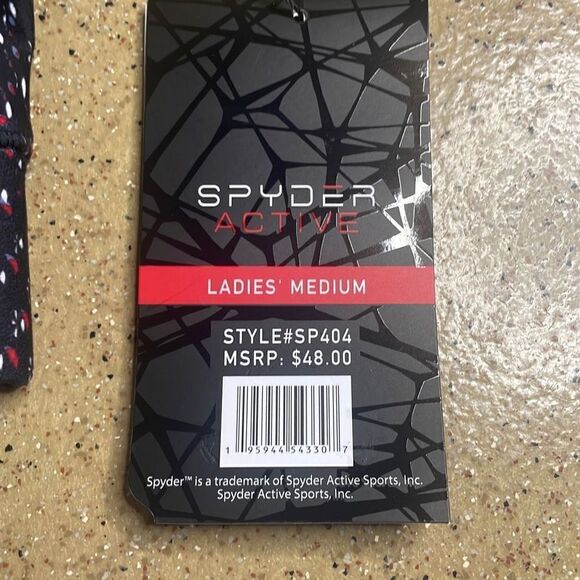 SPYDER
ACTIVE
LADIES' MEDIUM
STYLE#SP404
MSRP: $48.00
1 95944 54330 7
Spyder™ is a trademark of Spyder Active Sports, Inc.
Spyder Active Sports, Inc.